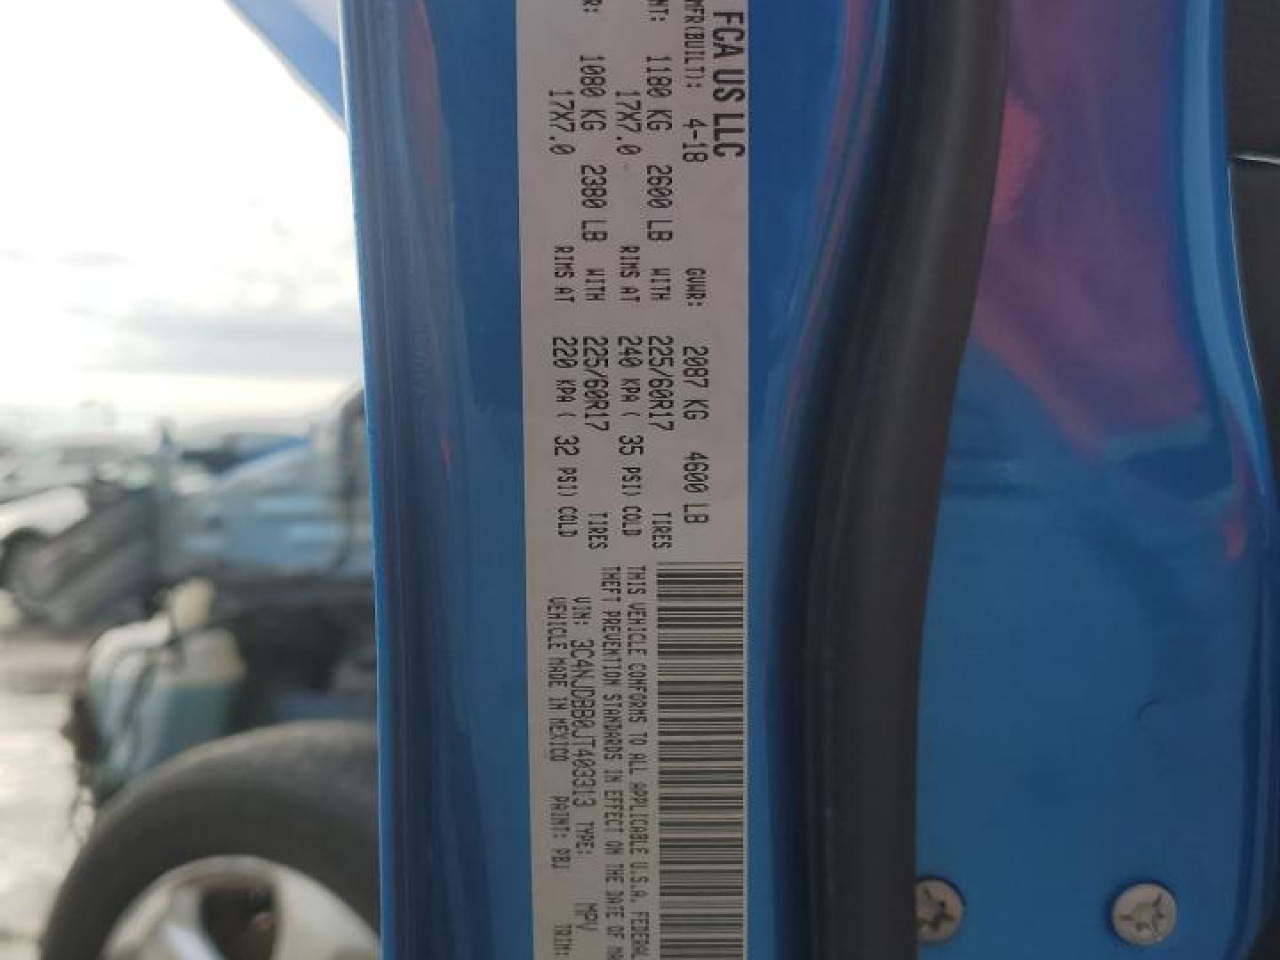 FCA US LLC
MFR(BUILT): 4-18 GVWR: 2087 KG 4600 LB
NT: 1180 KG 2600 LB WITH 225/60R17 TIRES
17X7.0 RIMS AT 240 KPA ( 35 PSI) COLD
R: 1080 KG 2380 LB WITH 225/60R17 TIRES
17X7.0 RIMS AT 220 KPA ( 32 PSI) COLD
THIS VEHICLE CONFORMS TO ALL APPLICABLE U.S.A. FEDERAL
THEFT PREVENTION STANDARDS IN EFFECT ON THE DATE OF MA
VIN: 3C4NJDBB0JT403313 TYPE: MPV
VEHICLE MADE IN MEXICO PAINT: PBJ TRIM: